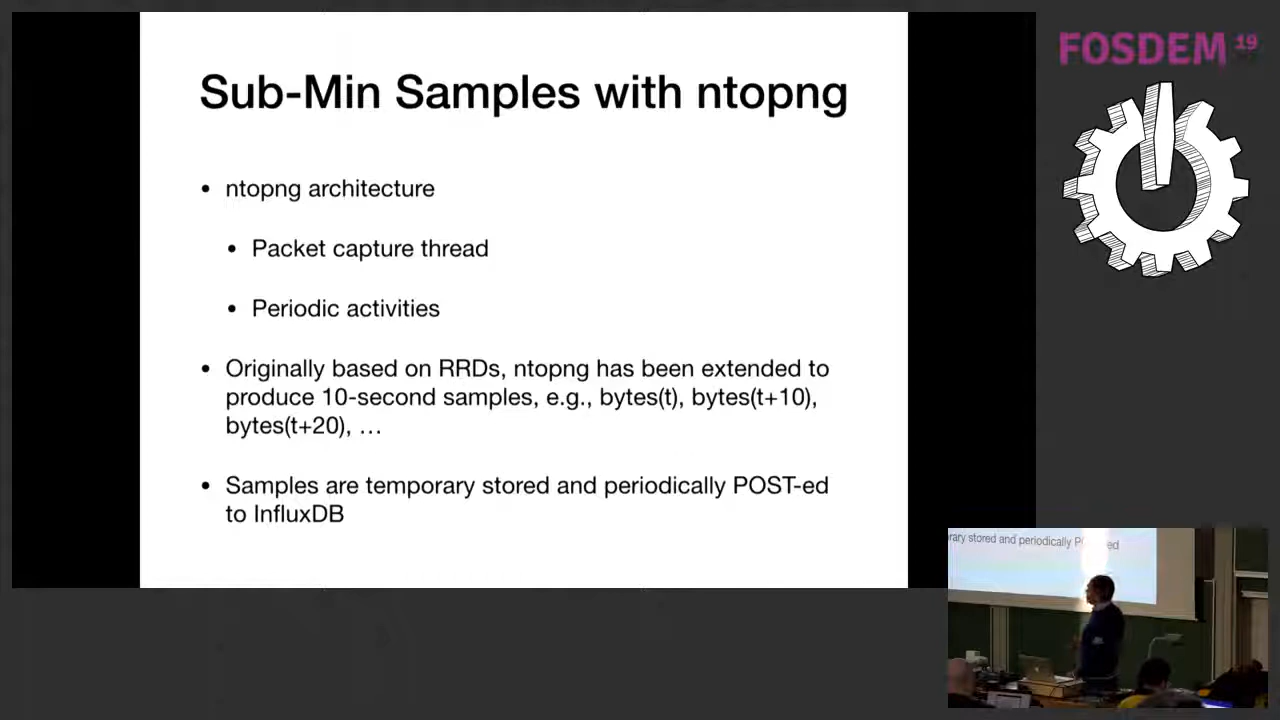 Sub-Min Samples with ntopng
• ntopng architecture
• Packet capture thread
• Periodic activities
• Originally based on RRDs, ntopng has been extended to
produce 10-second samples, e.g., bytes(t), bytes(t+10),
bytes(t+20), …
• Samples are temporary stored and periodically POST-ed
to InfluxDB
FOSDEM 19
rary stored and periodically P ed